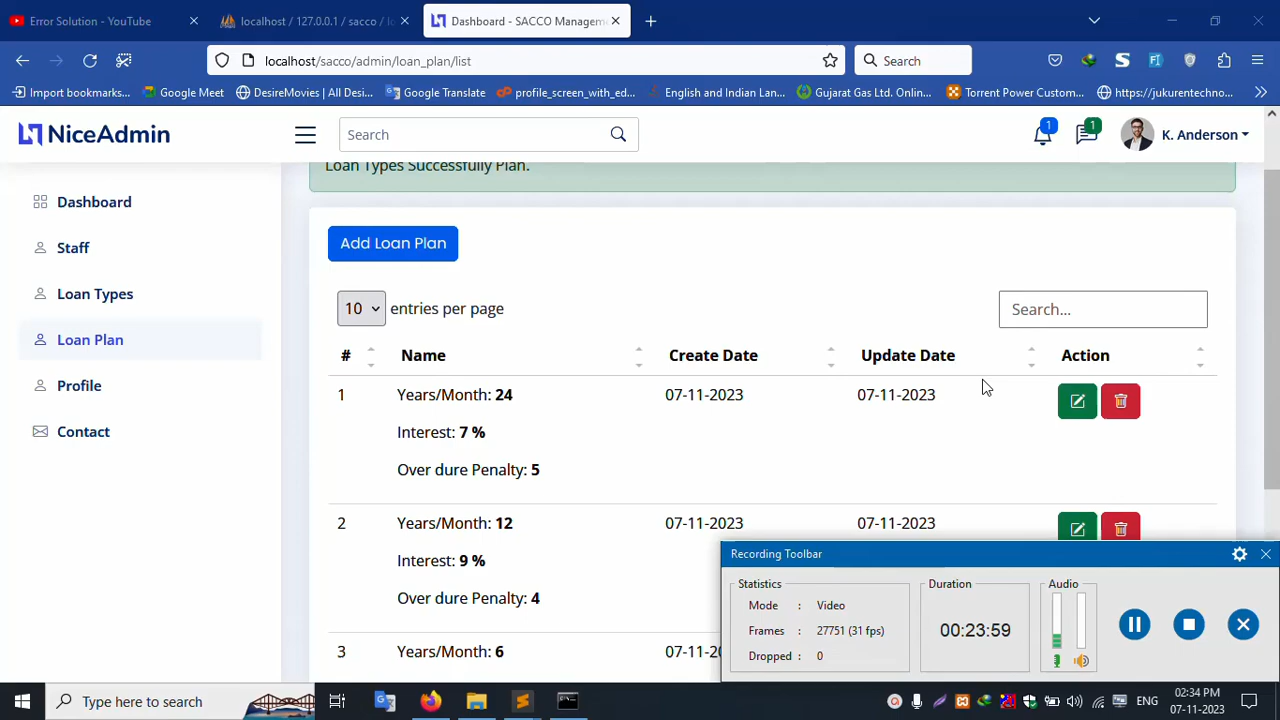 Error Solution - YouTube
localhost / 127.0.0.1 / sacco / lo
Dashboard - SACCO Managem
localhost/sacco/admin/loan_plan/list
Search
Import bookmarks...
Google Meet
DesireMovies | All Desi...
Google Translate
profile_screen_with_ed...
English and Indian Lan...
Gujarat Gas Ltd. Onlin...
Torrent Power Custom...
https://jukurentechno...
NiceAdmin
Search
1
1
K. Anderson
Loan Types Successfully Plan.
Dashboard
Staff
Loan Types
Loan Plan
Profile
Contact
Add Loan Plan
10 entries per page
Search...
# Name Create Date Update Date Action
1 Years/Month: 24 07-11-2023 07-11-2023
Interest: 7 %
Over dure Penalty: 5
2 Years/Month: 12 07-11-2023 07-11-2023
Interest: 9 %
Over dure Penalty: 4
3 Years/Month: 6 07-11-2
Recording Toolbar
Statistics
Mode : Video
Frames : 27751 (31 fps)
Dropped : 0
Duration
00:23:59
Audio
Type here to search
ENG
02:34 PM
07-11-2023